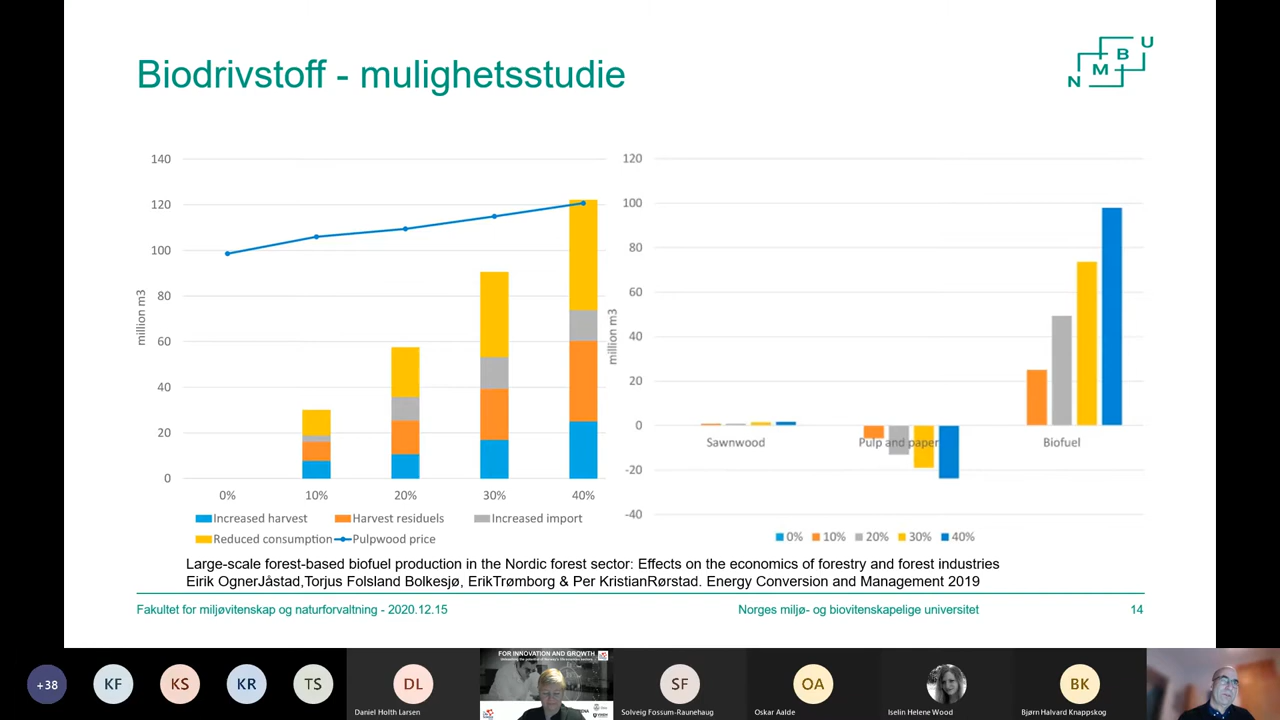 Biodrivstoff - mulighetsstudie
N M B U
140
120
100
80
60
40
20
0
million m3
0% 10% 20% 30% 40%
Increased harvest Harvest residuels Increased import
Reduced consumption Pulpwood price
120
100
80
60
40
20
0
-20
-40
million m3
Sawnwood Pulp and paper Biofuel
0% 10% 20% 30% 40%
Large-scale forest-based biofuel production in the Nordic forest sector: Effects on the economics of forestry and forest industries
Eirik OgnerJåstad,Torjus Folsland Bolkesjø, ErikTrømborg & Per KristianRørstad. Energy Conversion and Management 2019
Fakultet for miljøvitenskap og naturforvaltning - 2020.12.15 Norges miljø- og biovitenskapelige universitet 14
+38 KF KS KR TS DL SF OA BK
FOR INNOVATION AND GROWTH
Daniel Holth Larsen Solveig Fossum-Raunehaug Oskar Aalde Iselin Helene Wood Bjørn Halvard Knappskog